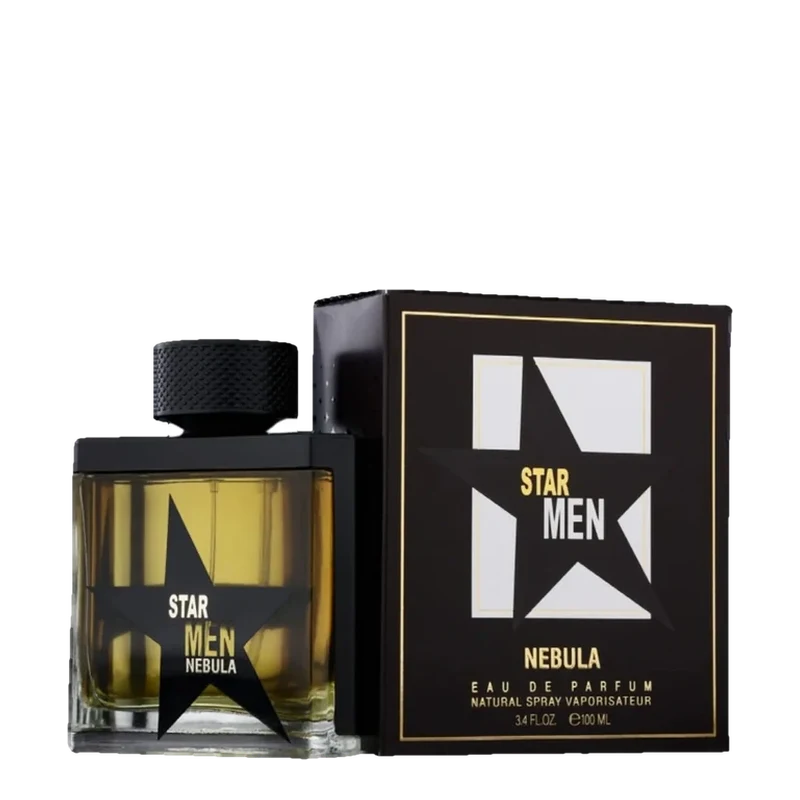 STAR
MEN
NEBULA
STAR
MEN
NEBULA
EAU DE PARFUM
NATURAL SPRAY VAPORISATEUR
3.4 FL.OZ. ℮100 ML